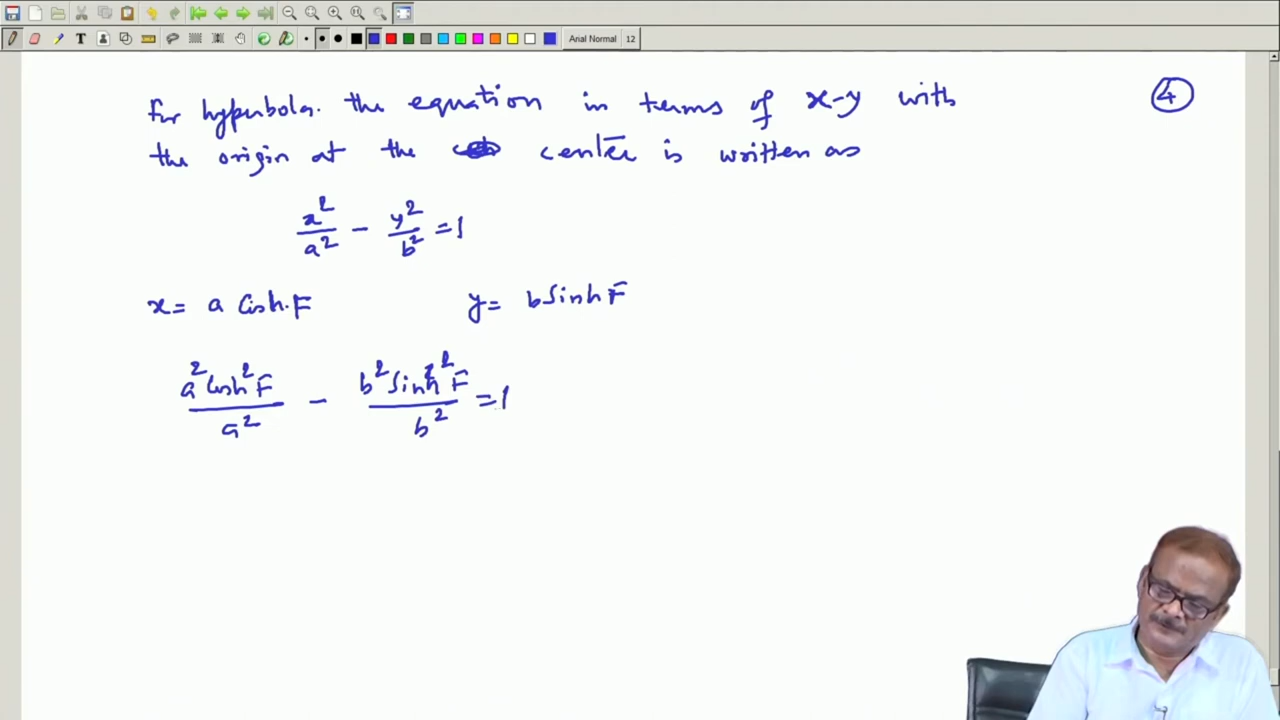 Arial Normal 12
For hyperbola. the equation in terms of x-y with
4
the origin at the center is written as
x²/a² - y²/b² = 1
x = a Cosh.F y = b Sinh F
a² Cosh² F / a² - b² Sinh² F / b² = 1